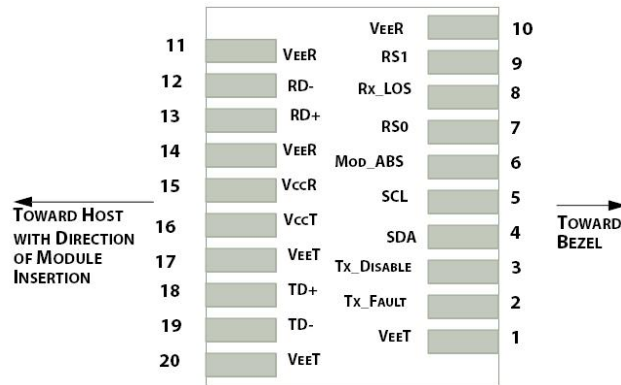 VEER 10
11 VEER
RS1 9
12 RD-
Rx_LOS 8
13 RD+
RS0 7
14 VEER
MOD_ABS 6
15 VCCR
SCL 5
16 VCCT
SDA 4
17 VEET
TX_DISABLE 3
18 TD+
TX_FAULT 2
19 TD-
VEET 1
20 VEET
TOWARD HOST
WITH DIRECTION
OF MODULE
INSERTION
TOWARD
BEZEL